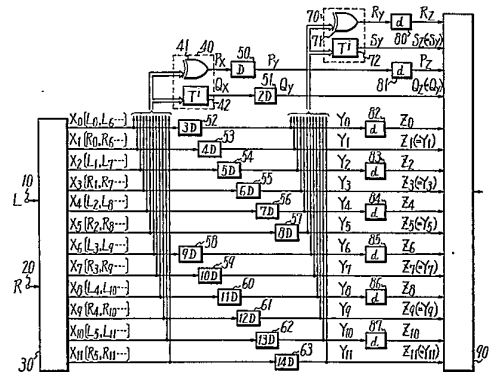 70 Ry d Rz
41 40 50 71 Sy 80 Sz(=Sy)
Px D Py Ti 72 d Pz
Qx 51 Qy 81 Qz(=Qy)
Ti 42 2D
X0{L0,L6...} 3D 52 Y0 82 d Z0
X1{R0,R6...} 4D 53 Y1 Z1(=Y1)
10 X2{L1,L7...} 5D 54 Y2 83 d Z2
L X3{R1,R7...} 6D 55 Y3 Z3(=Y3)
X4{L2,L8...} 7D 56 Y4 84 d Z4
X5{R2,R8...} 8D 57 Y5 Z5(=Y5)
20 X6{L3,L9...} 9D 58 Y6 85 d Z6
R X7{R3,R9...} 10D 59 Y7 Z7(=Y7)
X8{L4,L10...} 11D 60 Y8 86 d Z8
X9{R4,R10...} 12D 61 Y9 Z9(=Y9)
X10{L5,L11...} 13D 62 Y10 87 d Z10
30 X11{R5,R11...} 14D 63 Y11 Z11(=Y11) 90